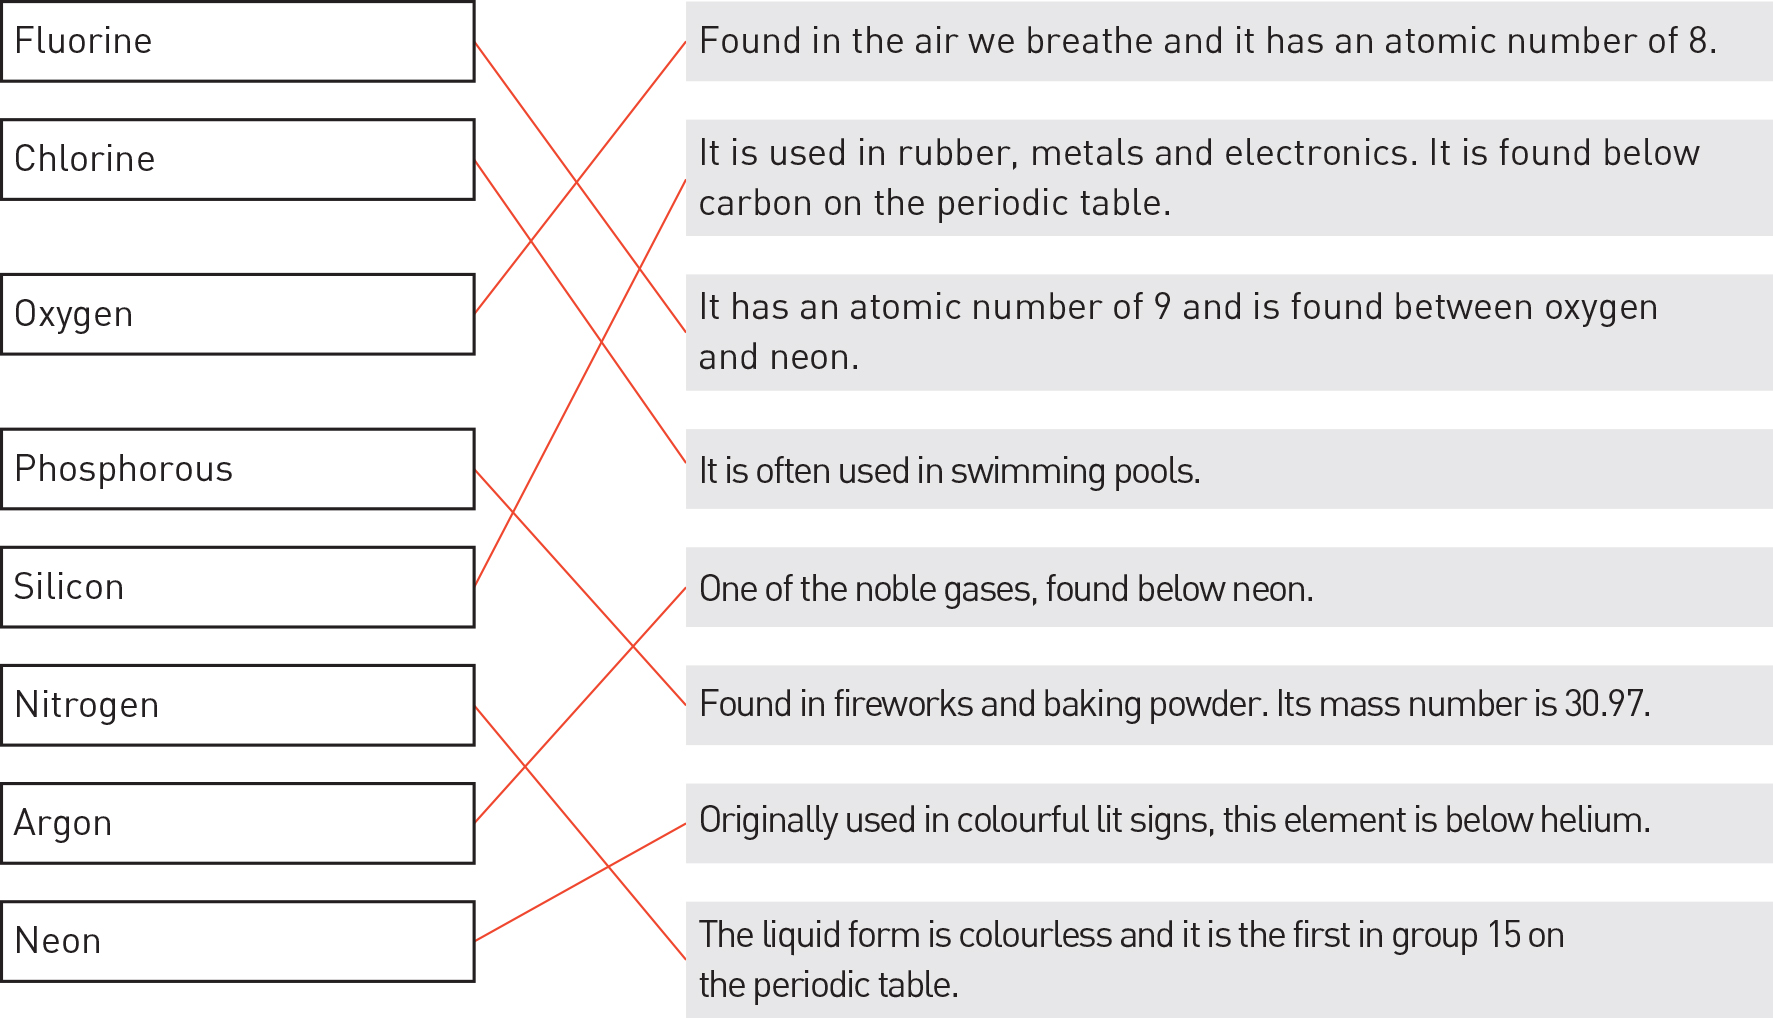 Fluorine
Found in the air we breathe and it has an atomic number of 8.
Chlorine
It is used in rubber, metals and electronics. It is found below
carbon on the periodic table.
Oxygen
It has an atomic number of 9 and is found between oxygen
and neon.
Phosphorous
It is often used in swimming pools.
Silicon
One of the noble gases, found below neon.
Nitrogen
Found in fireworks and baking powder. Its mass number is 30.97.
Argon
Originally used in colourful lit signs, this element is below helium.
Neon
The liquid form is colourless and it is the first in group 15 on
the periodic table.